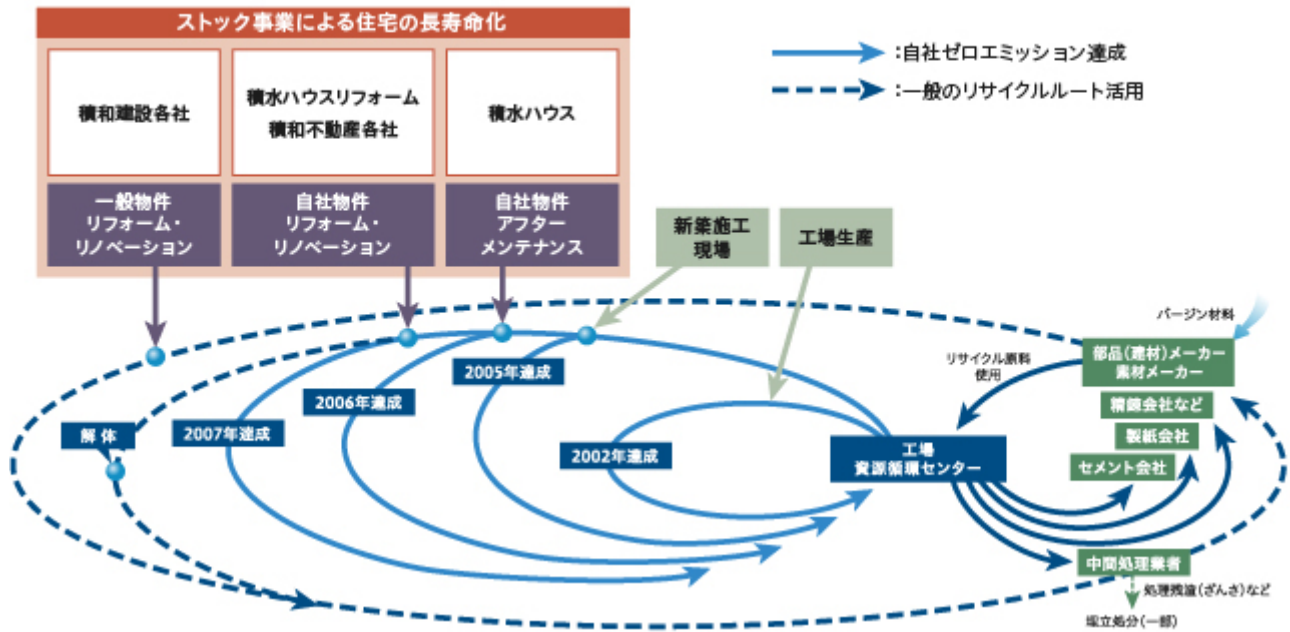 ストック事業による住宅の長寿命化
積和建設各社
積水ハウスリフォーム
積和不動産各社
積水ハウス
一般物件
リフォーム・
リノベーション
自社物件
リフォーム・
リノベーション
自社物件
アフター
メンテナンス
:自社ゼロエミッション達成
:一般のリサイクルルート活用
新築施工
現場
工場生産
バージン材料
部品(建材)メーカー
素材メーカー
リサイクル原料
使用
精錬会社など
製紙会社
セメント会社
2005年達成
2006年達成
2007年達成
2002年達成
解体
工場
資源循環センター
中間処理業者
処理残渣(ざんさ)など
埋立処分(一部)